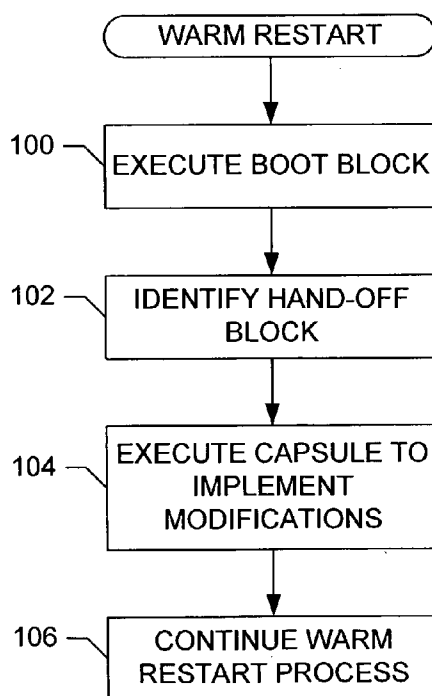 WARM RESTART
100
EXECUTE BOOT BLOCK
102
IDENTIFY HAND-OFF
BLOCK
104
EXECUTE CAPSULE TO
IMPLEMENT
MODIFICATIONS
106
CONTINUE WARM
RESTART PROCESS